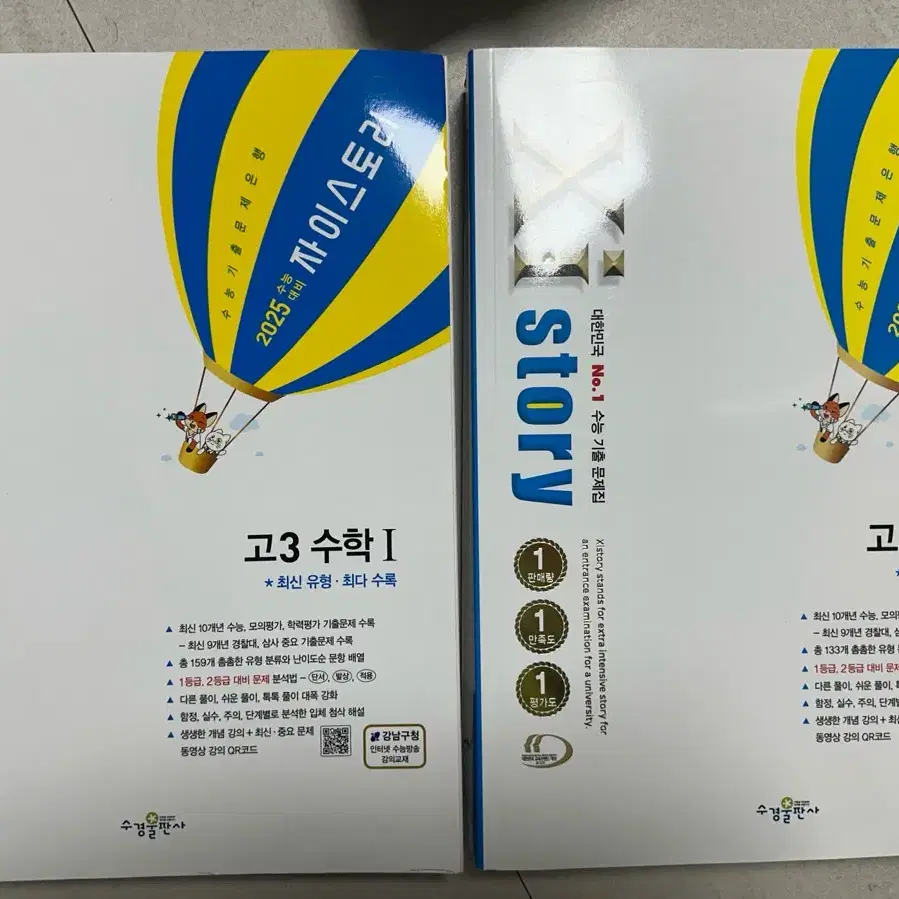 수능 기출 문제 은행
2025 수능 대비
자이스토리
고3 수학 I
* 최신 유형 · 최다 수록
▲ 최신 10개년 수능, 모의평가, 학력평가 기출문제 수록
– 최신 9개년 경찰대, 삼사 중요 기출문제 수록
▲ 총 159개 촘촘한 유형 분류와 난이도순 문항 배열
▲ 1등급, 2등급 대비 문제 분석법 – 단서, 발상, 적용
▲ 다른 풀이, 쉬운 풀이, 톡톡 풀이 대폭 강화
▲ 함정, 실수, 주의, 단계별로 분석한 입체 첨삭 해설
▲ 생생한 개념 강의 + 최신 · 중요 문제
동영상 강의 QR코드
강남구청
인터넷 수능방송
강의교재
수경출판사
Xi
story
대한민국 No.1 수능 기출 문제집
Xistory stands for extra intensive story for
an entrance examination for a university.
1
판매량
1
만족도
1
평가도
수능 기출 문제 은행
202
고
*
▲ 최신 10개년 수능, 모의평
– 최신 9개년 경찰대, 삼
▲ 총 133개 촘촘한 유형
▲ 1등급, 2등급 대비 문제
▲ 다른 풀이, 쉬운 풀이, 톡
▲ 함정, 실수, 주의, 단계별
▲ 생생한 개념 강의 + 최신
동영상 강의 QR코드
수경출판사